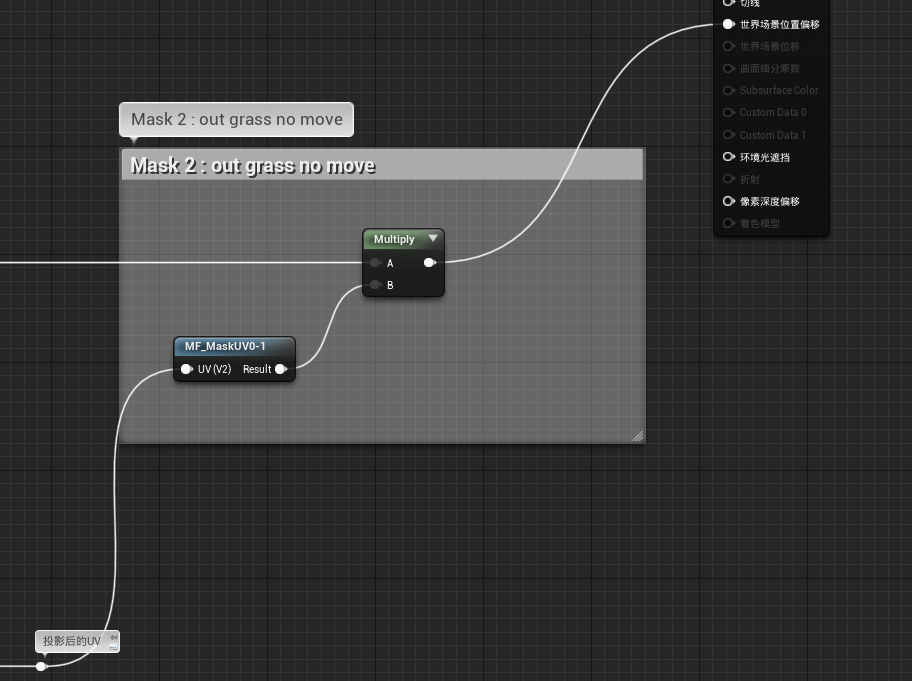 切线
世界场景位置偏移
世界场景位移
曲面细分乘数
Subsurface Color
Custom Data 0
Custom Data 1
环境光遮挡
折射
像素深度偏移
着色模型
Mask 2 : out grass no move
Mask 2 : out grass no move
Multiply
A
B
MF_MaskUV0-1
UV (V2) Result
投影后的UV